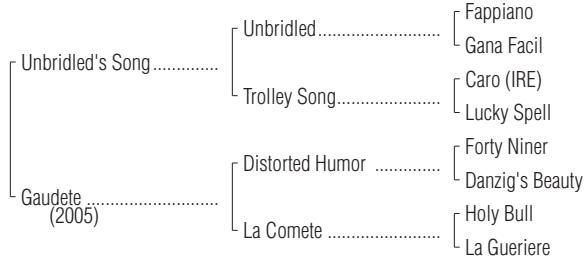 Fappiano
Unbridled
Gana Facil
Unbridled's Song
Caro (IRE)
Trolley Song
Lucky Spell
Forty Niner
Distorted Humor
Danzig's Beauty
Gaudete
(2005)
Holy Bull
La Comete
La Gueriere